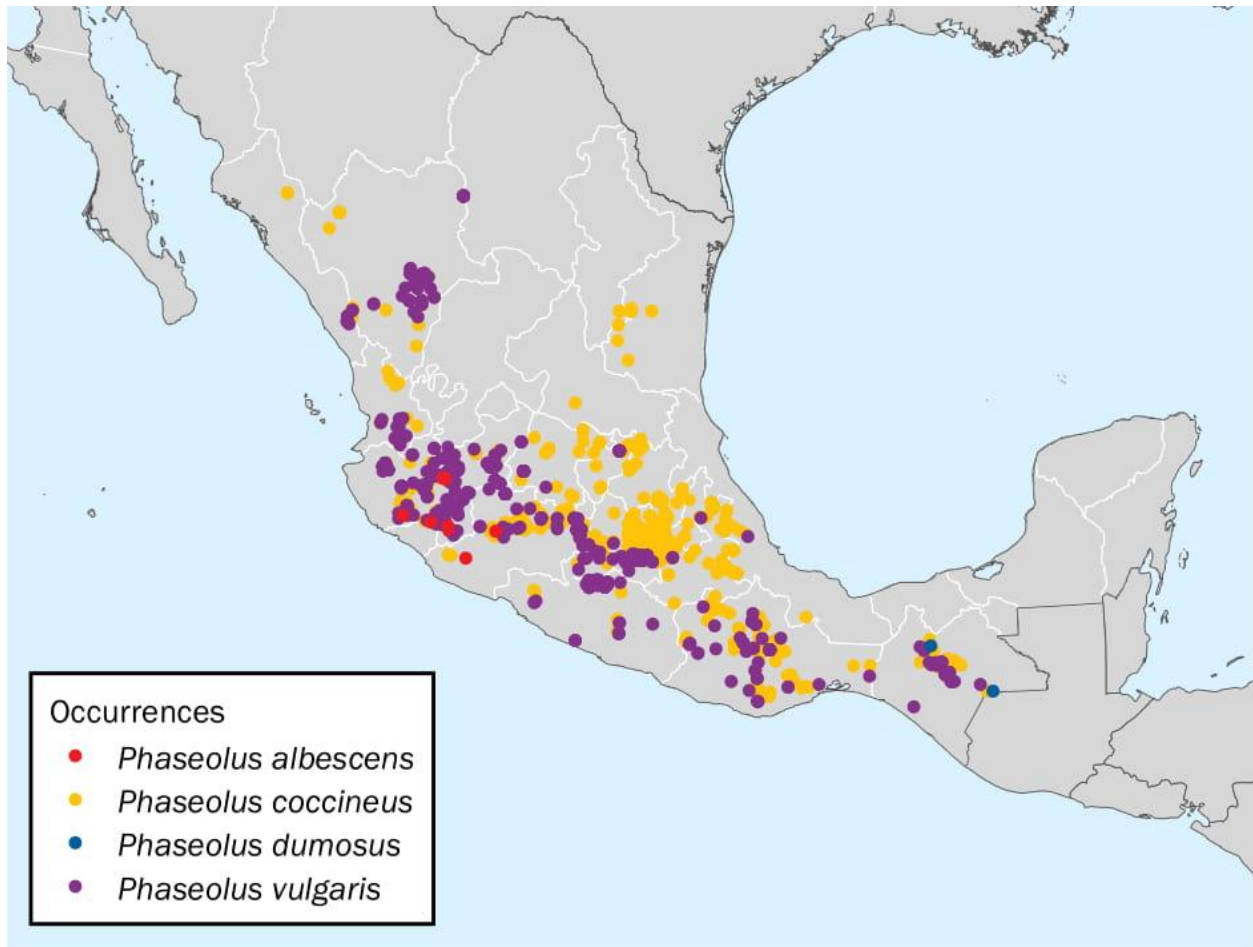 Occurrences
Phaseolus albescens
Phaseolus coccineus
Phaseolus dumosus
Phaseolus vulgaris